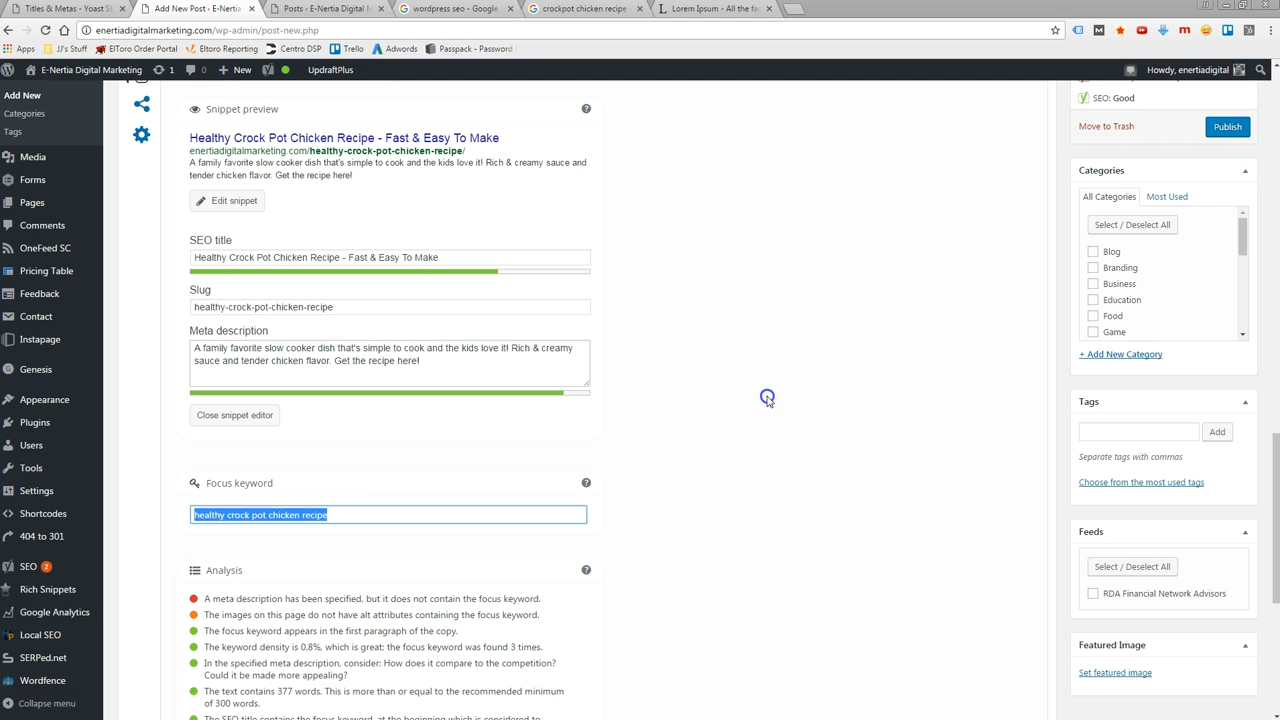 Titles & Metas - Yoast S
Add New Post ‹ E-Nertia
Posts ‹ E-Nertia Digital M
wordpress seo - Google
crockpot chicken recipe
Lorem Ipsum - All the fa
enertiadigitalmarketing.com/wp-admin/post-new.php
Apps
JJ's Stuff
ElToro Order Portal
Eltoro Reporting
Centro DSP
Trello
Adwords
Passpack - Password
E-Nertia Digital Marketing
1
0
+ New
UpdraftPlus
Howdy, enertiadigital
Add New
Categories
Tags
Media
Forms
Pages
Comments
OneFeed SC
Pricing Table
Feedback
Contact
Instapage
Genesis
Appearance
Plugins
Users
Tools
Settings
Shortcodes
404 to 301
SEO 2
Rich Snippets
Google Analytics
Local SEO
SERPed.net
Wordfence
Collapse menu
Snippet preview
Healthy Crock Pot Chicken Recipe - Fast & Easy To Make
enertiadigitalmarketing.com/healthy-crock-pot-chicken-recipe/
A family favorite slow cooker dish that's simple to cook and the kids love it! Rich & creamy sauce and
tender chicken flavor. Get the recipe here!
Edit snippet
SEO title
Healthy Crock Pot Chicken Recipe - Fast & Easy To Make
Slug
healthy-crock-pot-chicken-recipe
Meta description
A family favorite slow cooker dish that's simple to cook and the kids love it! Rich & creamy
sauce and tender chicken flavor. Get the recipe here!
Close snippet editor
Focus keyword
healthy crock pot chicken recipe
Analysis
A meta description has been specified, but it does not contain the focus keyword.
The images on this page do not have alt attributes containing the focus keyword.
The focus keyword appears in the first paragraph of the copy.
The keyword density is 0.8%, which is great; the focus keyword was found 3 times.
In the specified meta description, consider: How does it compare to the competition?
Could it be made more appealing?
The text contains 377 words. This is more than or equal to the recommended minimum
of 300 words.
The SEO title contains the focus keyword, at the beginning which is considered to
SEO: Good
Move to Trash
Publish
Categories
All Categories
Most Used
Select / Deselect All
Blog
Branding
Business
Education
Food
Game
+ Add New Category
Tags
Add
Separate tags with commas
Choose from the most used tags
Feeds
Select / Deselect All
RDA Financial Network Advisors
Featured Image
Set featured image